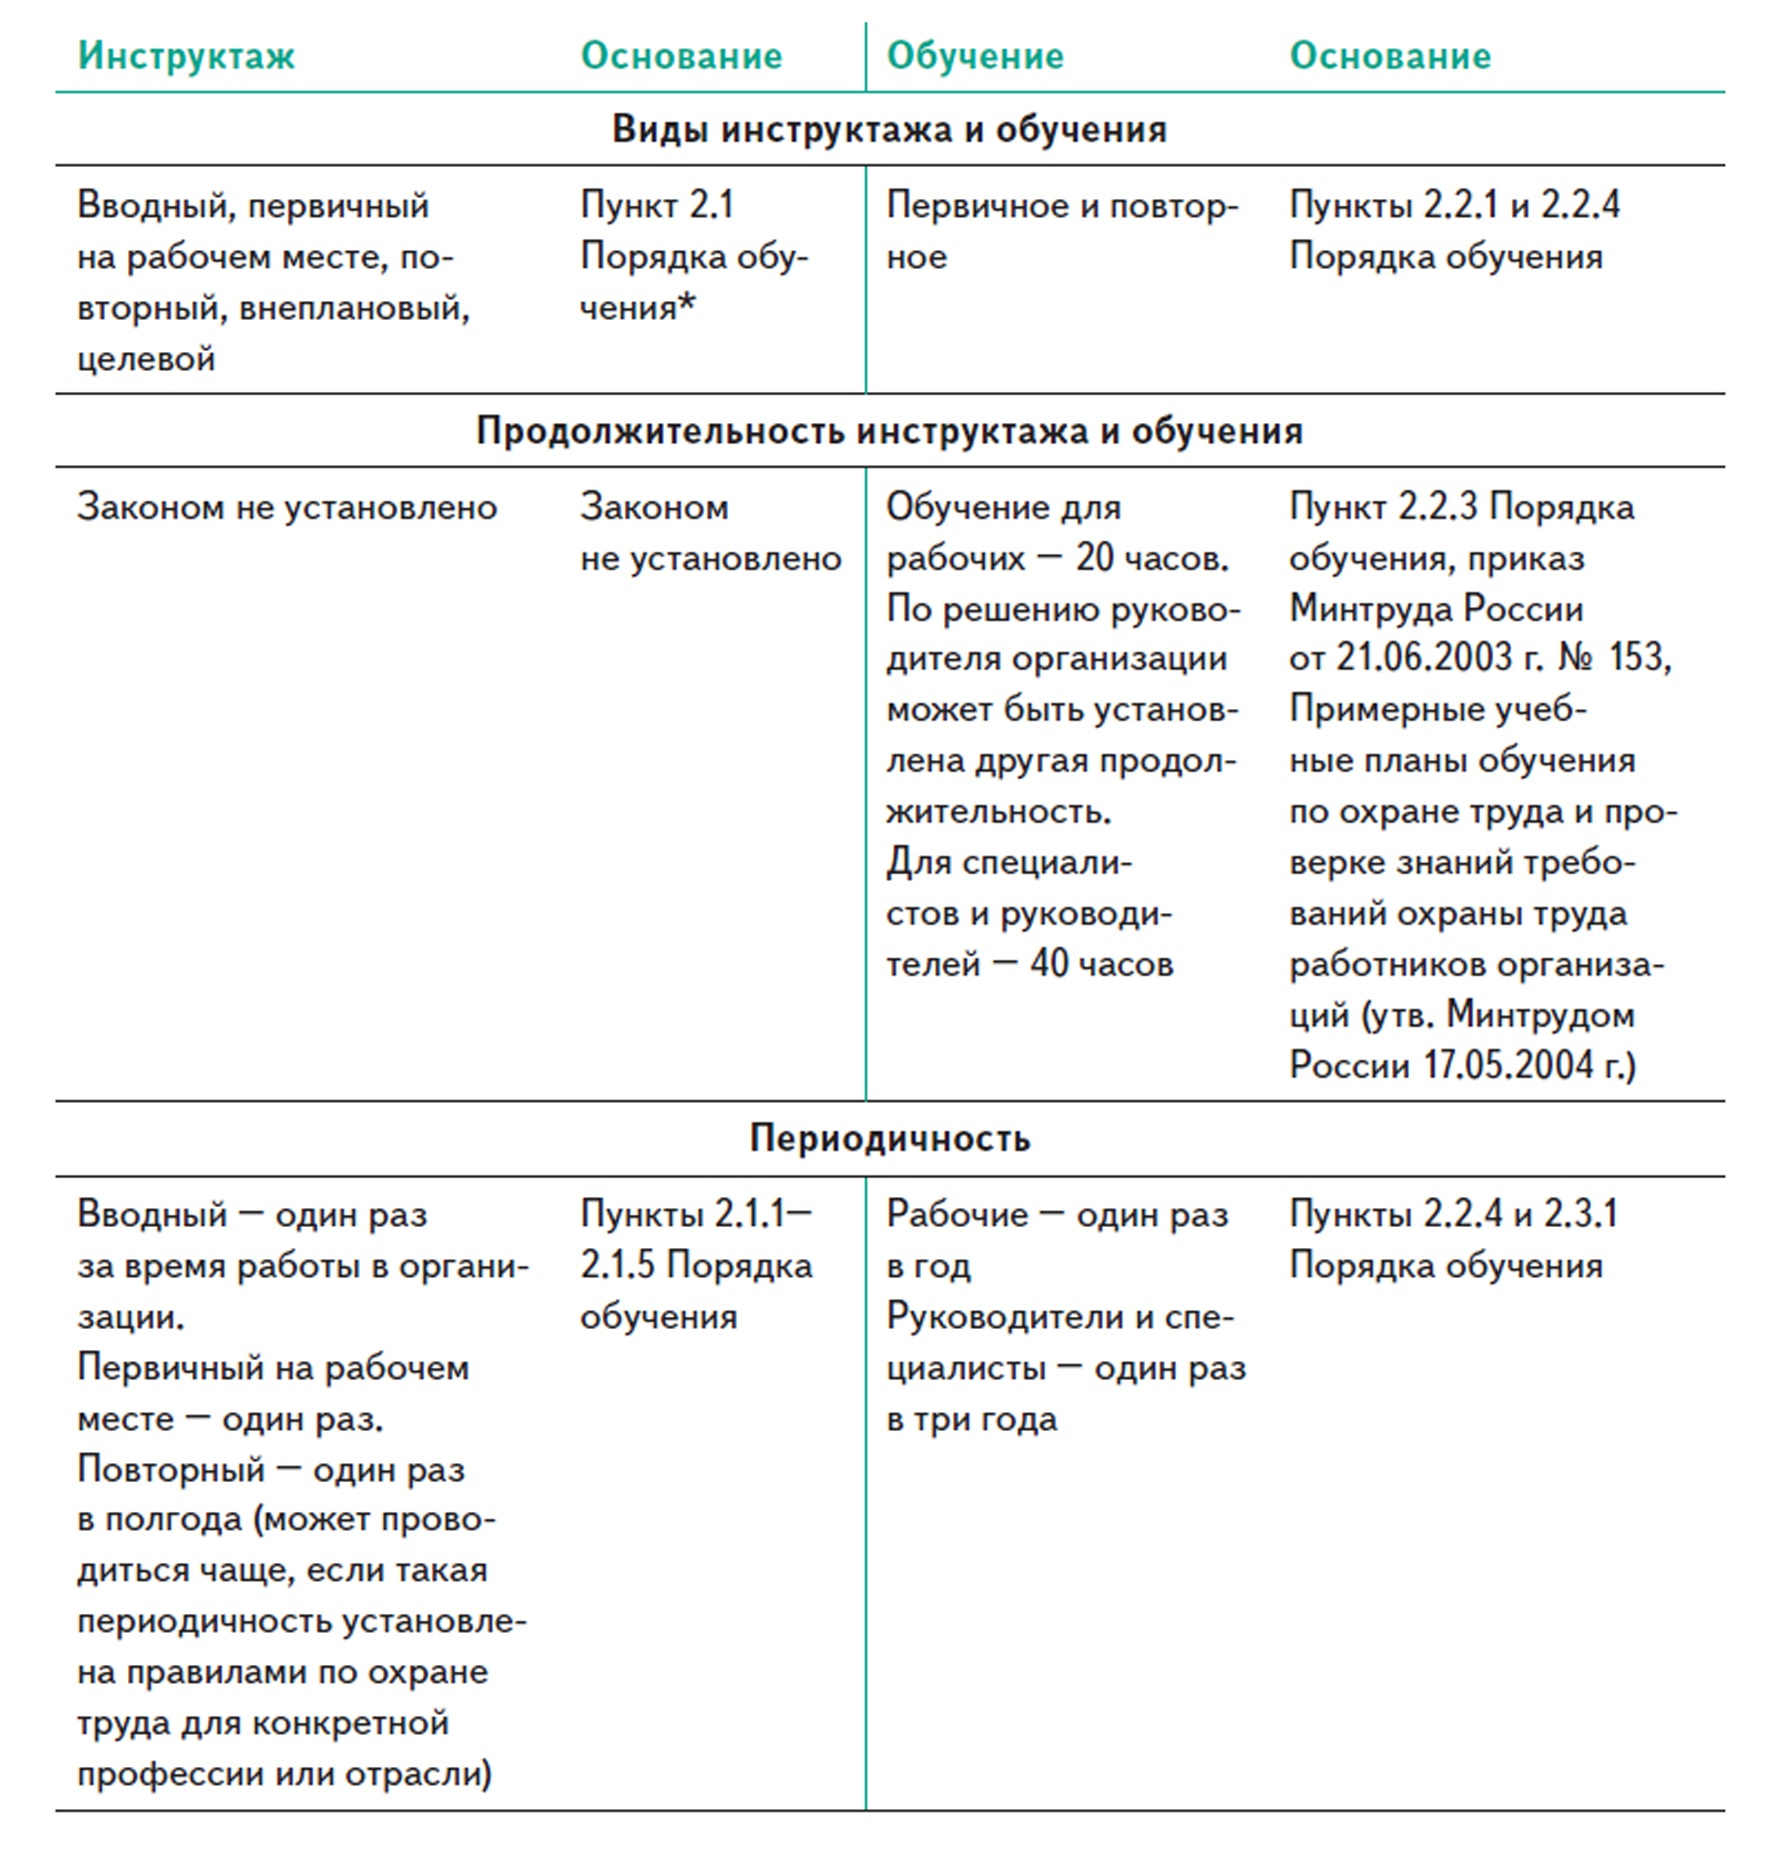 Инструктаж
Основание
Обучение
Основание
Виды инструктажа и обучения
Вводный, первичный
на рабочем месте, по-
вторный, внеплановый,
целевой
Пункт 2.1
Порядка обу-
чения*
Первичное и повтор-
ное
Пункты 2.2.1 и 2.2.4
Порядка обучения
Продолжительность инструктажа и обучения
Законом не установлено
Законом
не установлено
Обучение для
рабочих — 20 часов.
По решению руково-
дителя организации
может быть установ-
лена другая продол-
жительность.
Для специали-
стов и руководи-
телей — 40 часов
Пункт 2.2.3 Порядка
обучения, приказ
Минтруда России
от 21.06.2003 г. № 153,
Примерные учеб-
ные планы обучения
по охране труда и про-
верке знаний требо-
ваний охраны труда
работников организа-
ций (утв. Минтрудом
России 17.05.2004 г.)
Периодичность
Вводный — один раз
за время работы в органи-
зации.
Первичный на рабочем
месте — один раз.
Повторный — один раз
в полгода (может прово-
диться чаще, если такая
периодичность установле-
на правилами по охране
труда для конкретной
профессии или отрасли)
Пункты 2.1.1—
2.1.5 Порядка
обучения
Рабочие — один раз
в год
Руководители и спе-
циалисты — один раз
в три года
Пункты 2.2.4 и 2.3.1
Порядка обучения